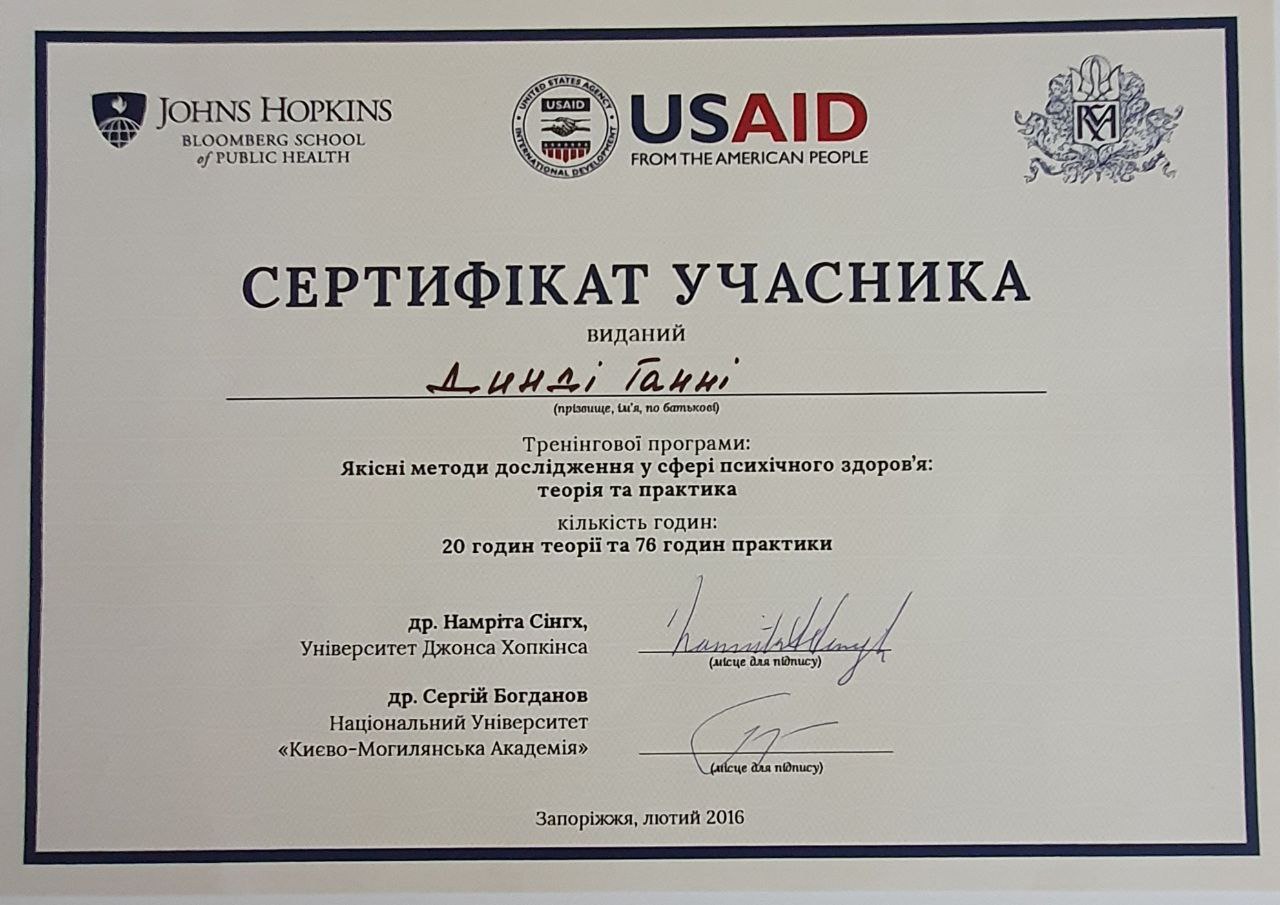 JOHNS HOPKINS
BLOOMBERG SCHOOL
of PUBLIC HEALTH
UNITED STATES AGENCY
USAID
INTERNATIONAL DEVELOPMENT
USAID
FROM THE AMERICAN PEOPLE
СЕРТИФІКАТ УЧАСНИКА
виданий
Динді Ганні
(прізвище, ім'я, по батькові)
Тренінгової програми:
Якісні методи дослідження у сфері психічного здоров'я:
теорія та практика
кількість годин:
20 годин теорії та 76 годин практики
др. Намріта Сінгх,
Університет Джонса Хопкінса
(місце для підпису)
др. Сергій Богданов
Національний Університет
«Києво-Могилянська Академія»
(місце для підпису)
Запоріжжя, лютий 2016